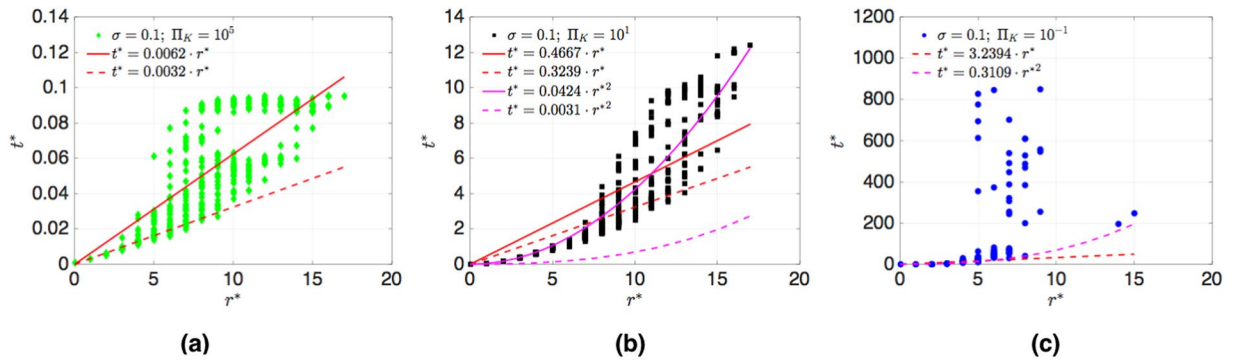 0.14
0.12
0.1
0.08
0.06
0.04
0.02
0
t*
σ = 0.1; Π_K = 10^5
t* = 0.0062 · r*
t* = 0.0032 · r*
0 5 10 15 20
r*
(a)
14
12
10
8
6
4
2
0
t*
σ = 0.1; Π_K = 10^1
t* = 0.4667 · r*
t* = 0.3239 · r*
t* = 0.0424 · r*^2
t* = 0.0031 · r*^2
0 5 10 15 20
r*
(b)
1200
1000
800
600
400
200
0
t*
σ = 0.1; Π_K = 10^−1
t* = 3.2394 · r*
t* = 0.3109 · r*^2
0 5 10 15 20
r*
(c)